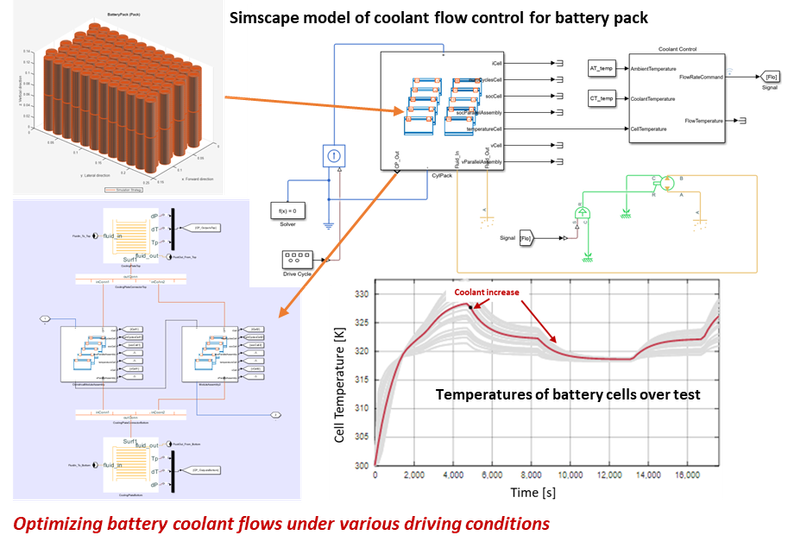 Simscape model of coolant flow control for battery pack
BatteryPack (Pack)
Vertical direction
Lateral direction
Forward direction
Simulation Strategy
iCell
socCell
socParallelAssembly
temperatureCell
vCell
vParallelAssembly
CP_Out
Fluid_In
Fluid_Out
CylPack
Coolant Control
AT_temp
AmbientTemperature
FlowRateCommand
[Flo]
Signal
CT_temp
CoolantTemperature
FlowTemperature
CellTemperature
f(x) = 0
Solver
Drive Cycle
Signal
[Flo]
S
R
C
C
B
R
A
fluid_in
dP
dT
Tp
fluid_out
Surf1
Surf1
fluid_out
fluid_in
Tp
dT
dP
Coolant increase
Cell Temperature [K]
330
325
320
315
310
305
300
Temperatures of battery cells over test
0
2,000
4,000
6,000
8,000
10,000
12,000
14,000
16,000
Time [s]
Optimizing battery coolant flows under various driving conditions